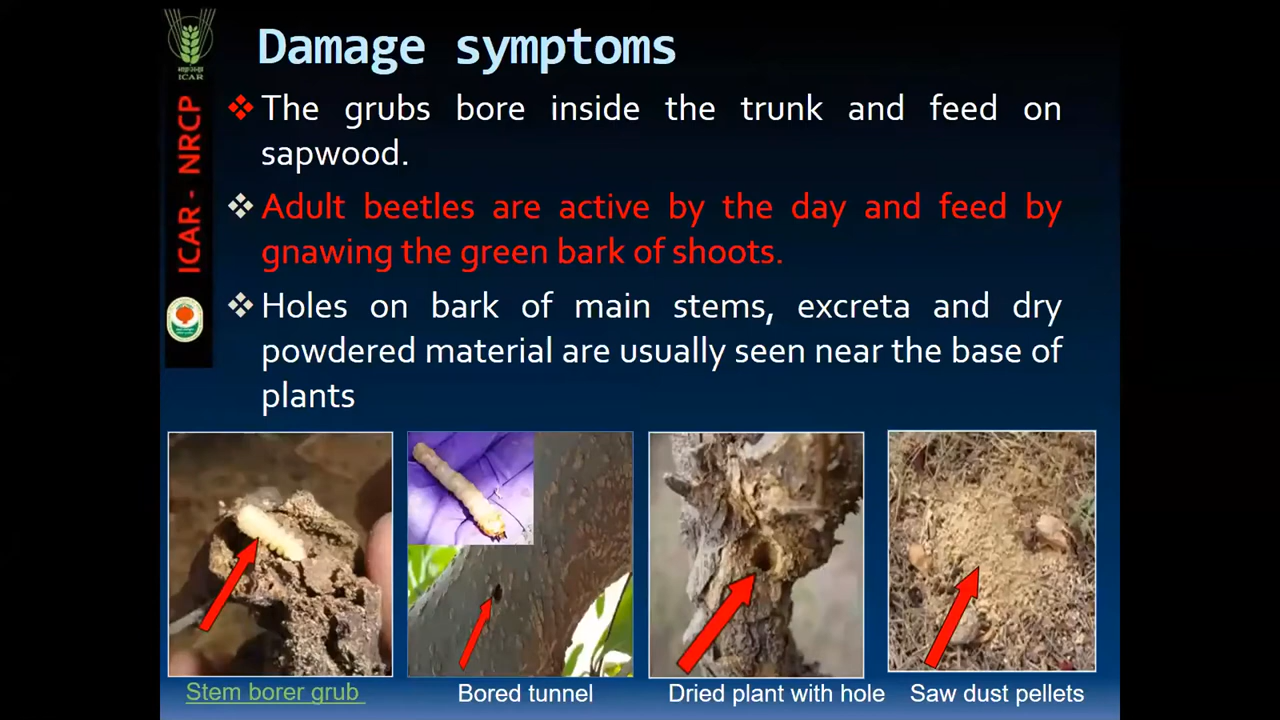 Damage symptoms
ICAR
ICAR - NRCP
The grubs bore inside the trunk and feed on
sapwood.
Adult beetles are active by the day and feed by
gnawing the green bark of shoots.
Holes on bark of main stems, excreta and dry
powdered material are usually seen near the base of
plants
Stem borer grub
Bored tunnel
Dried plant with hole
Saw dust pellets